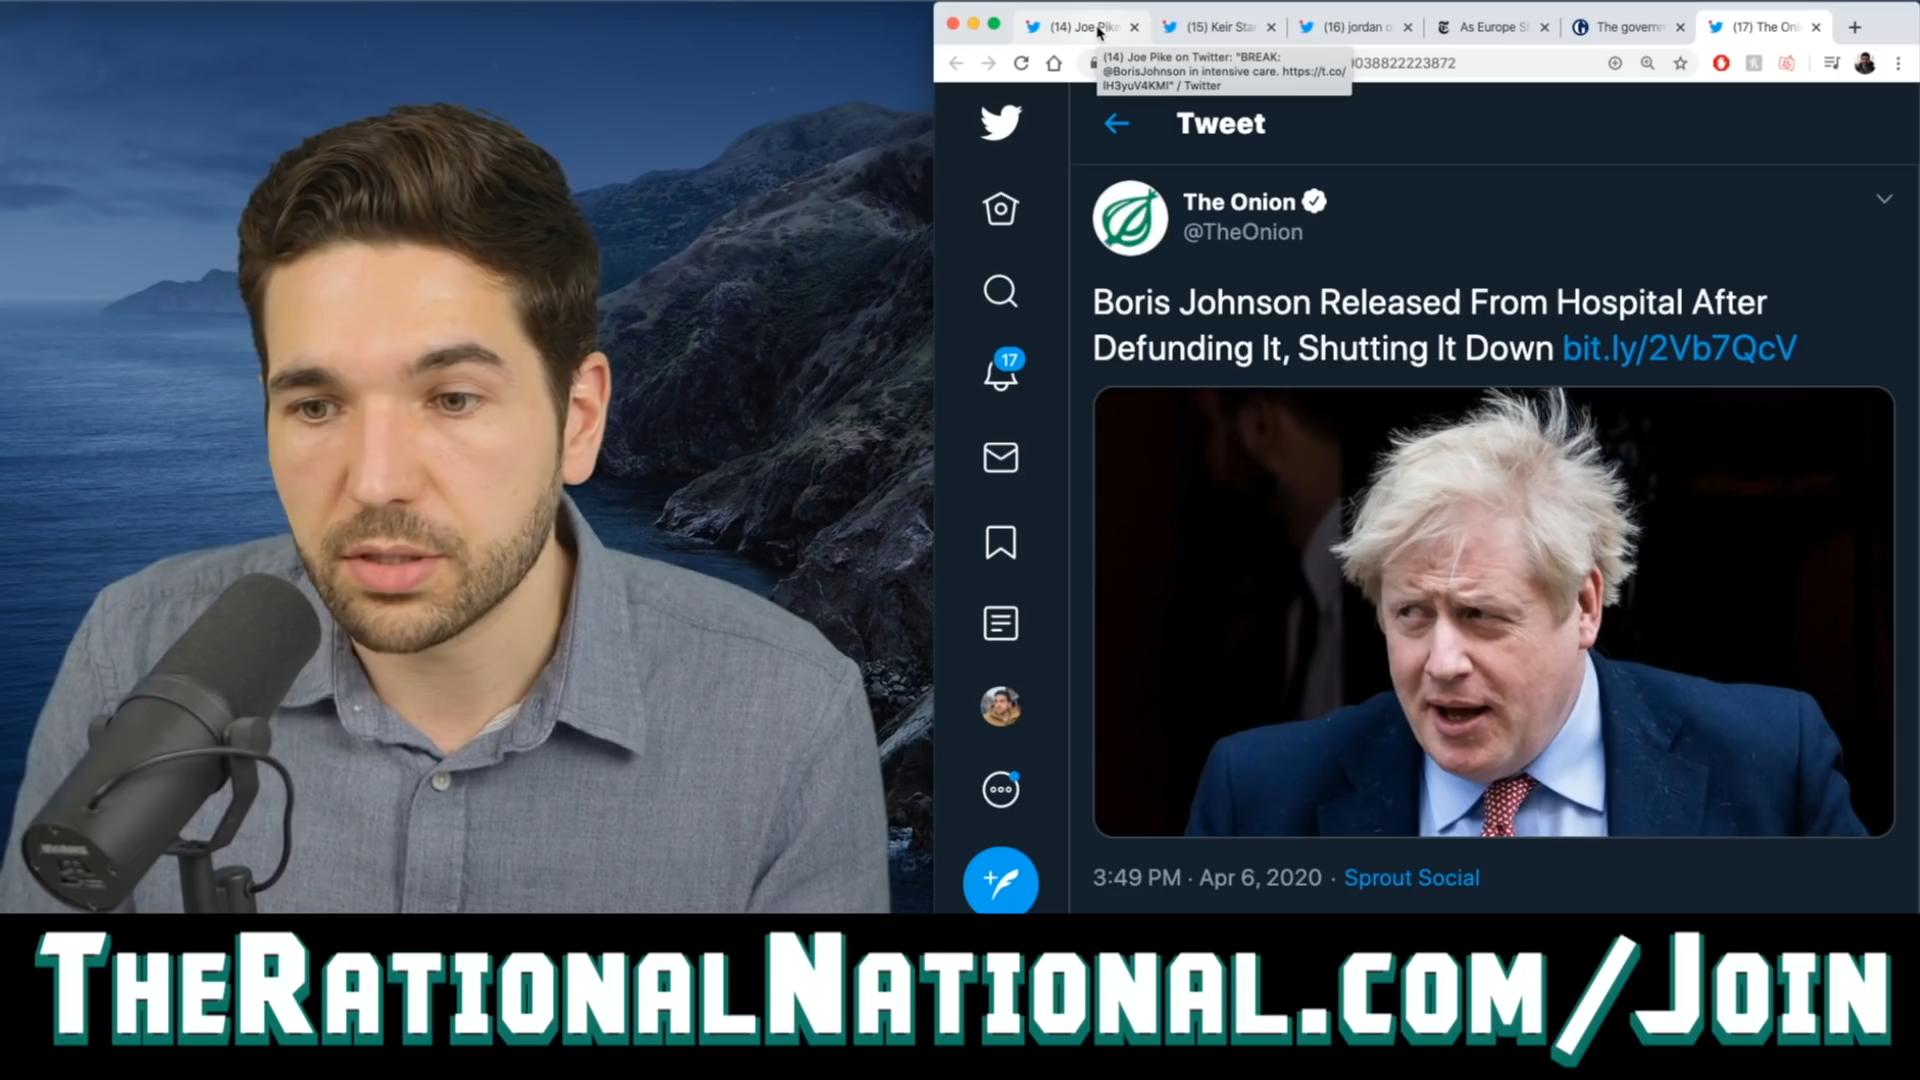 (14) Joe Pike
(15) Keir Sta
(16) jordan
As Europe S
The governm
(17) The Oni
(14) Joe Pike on Twitter: "BREAK:
@BorisJohnson in intensive care. https://t.co/
IH3yuV4KMI" / Twitter
0038822223872
Tweet
The Onion
@TheOnion
Boris Johnson Released From Hospital After
Defunding It, Shutting It Down bit.ly/2Vb7QcV
17
3:49 PM · Apr 6, 2020 · Sprout Social
TheRationalNational.com/Join